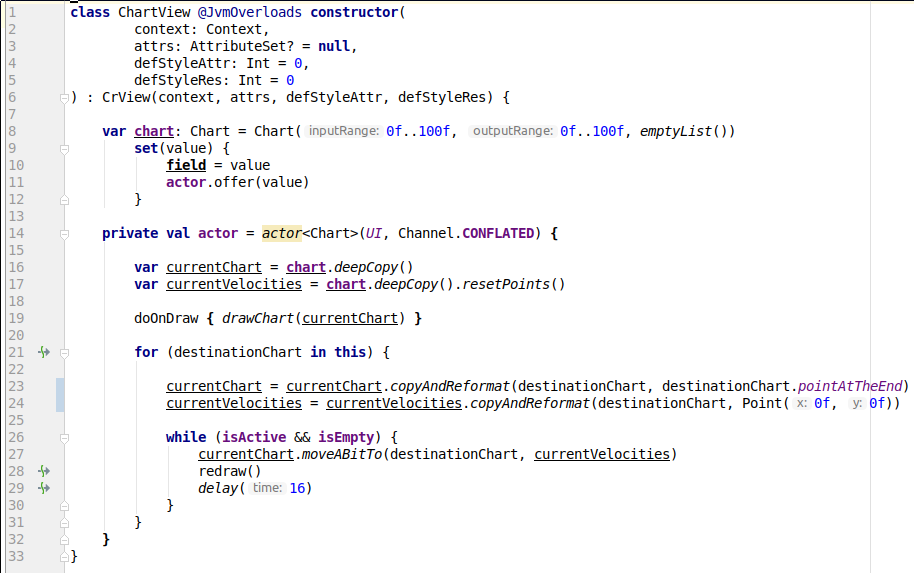 1 class ChartView @JvmOverloads constructor(
2 context: Context,
3 attrs: AttributeSet? = null,
4 defStyleAttr: Int = 0,
5 defStyleRes: Int = 0
6 ) : CrView(context, attrs, defStyleAttr, defStyleRes) {
7
8 var chart: Chart = Chart( inputRange: 0f..100f, outputRange: 0f..100f, emptyList())
9 set(value) {
10 field = value
11 actor.offer(value)
12 }
13
14 private val actor = actor<Chart>(UI, Channel.CONFLATED) {
15
16 var currentChart = chart.deepCopy()
17 var currentVelocities = chart.deepCopy().resetPoints()
18
19 doOnDraw { drawChart(currentChart) }
20
21 for (destinationChart in this) {
22
23 currentChart = currentChart.copyAndReformat(destinationChart, destinationChart.pointAtTheEnd)
24 currentVelocities = currentVelocities.copyAndReformat(destinationChart, Point( x: 0f, y: 0f))
25
26 while (isActive && isEmpty) {
27 currentChart.moveABitTo(destinationChart, currentVelocities)
28 redraw()
29 delay( time: 16)
30 }
31 }
32 }
33 }